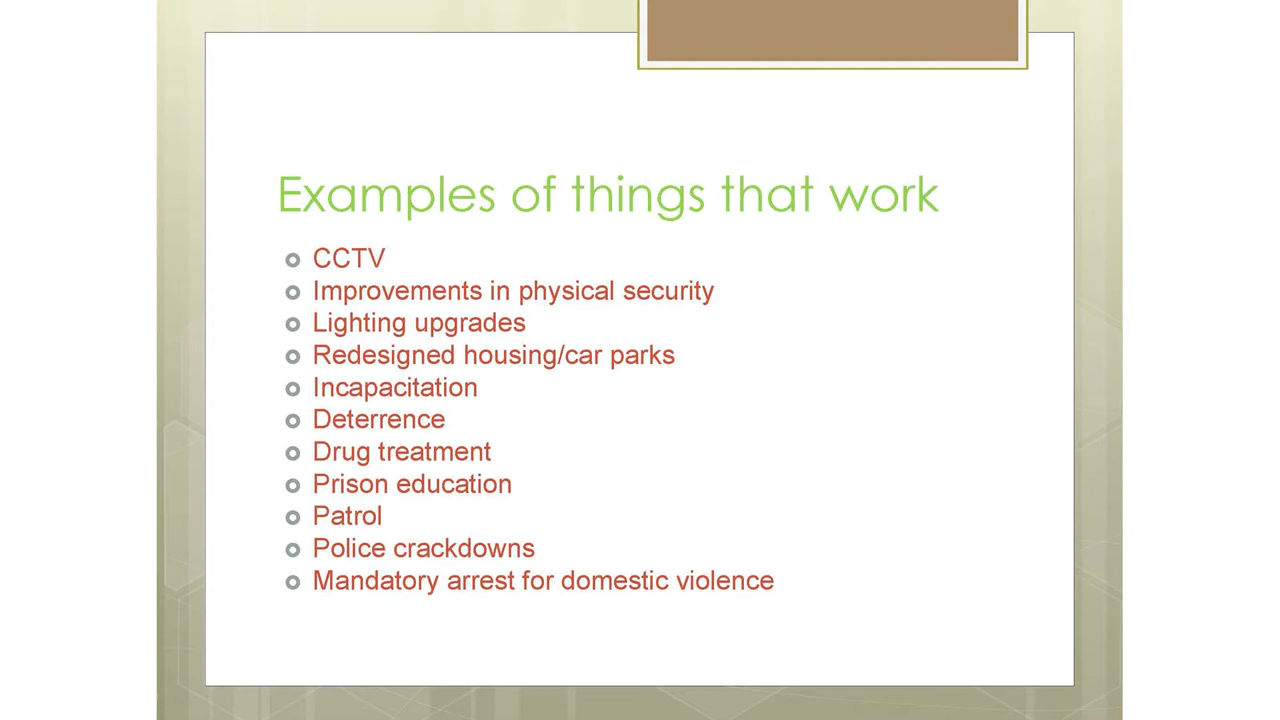 Examples of things that work
CCTV
Improvements in physical security
Lighting upgrades
Redesigned housing/car parks
Incapacitation
Deterrence
Drug treatment
Prison education
Patrol
Police crackdowns
Mandatory arrest for domestic violence